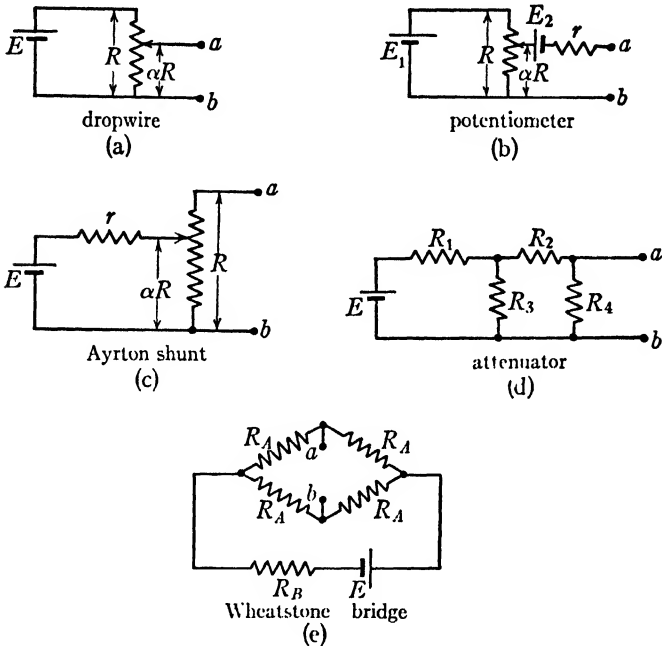 E
R
αR
a
b
dropwire
(a)
E₁
R
αR
E₂
r
a
b
potentiometer
(b)
E
r
αR
R
a
b
Ayrton shunt
(c)
E
R₁
R₂
R₃
R₄
a
b
attenuator
(d)
R_A
R_A
a
b
R_A
R_A
R_B
E
Wheatstone bridge
(e)